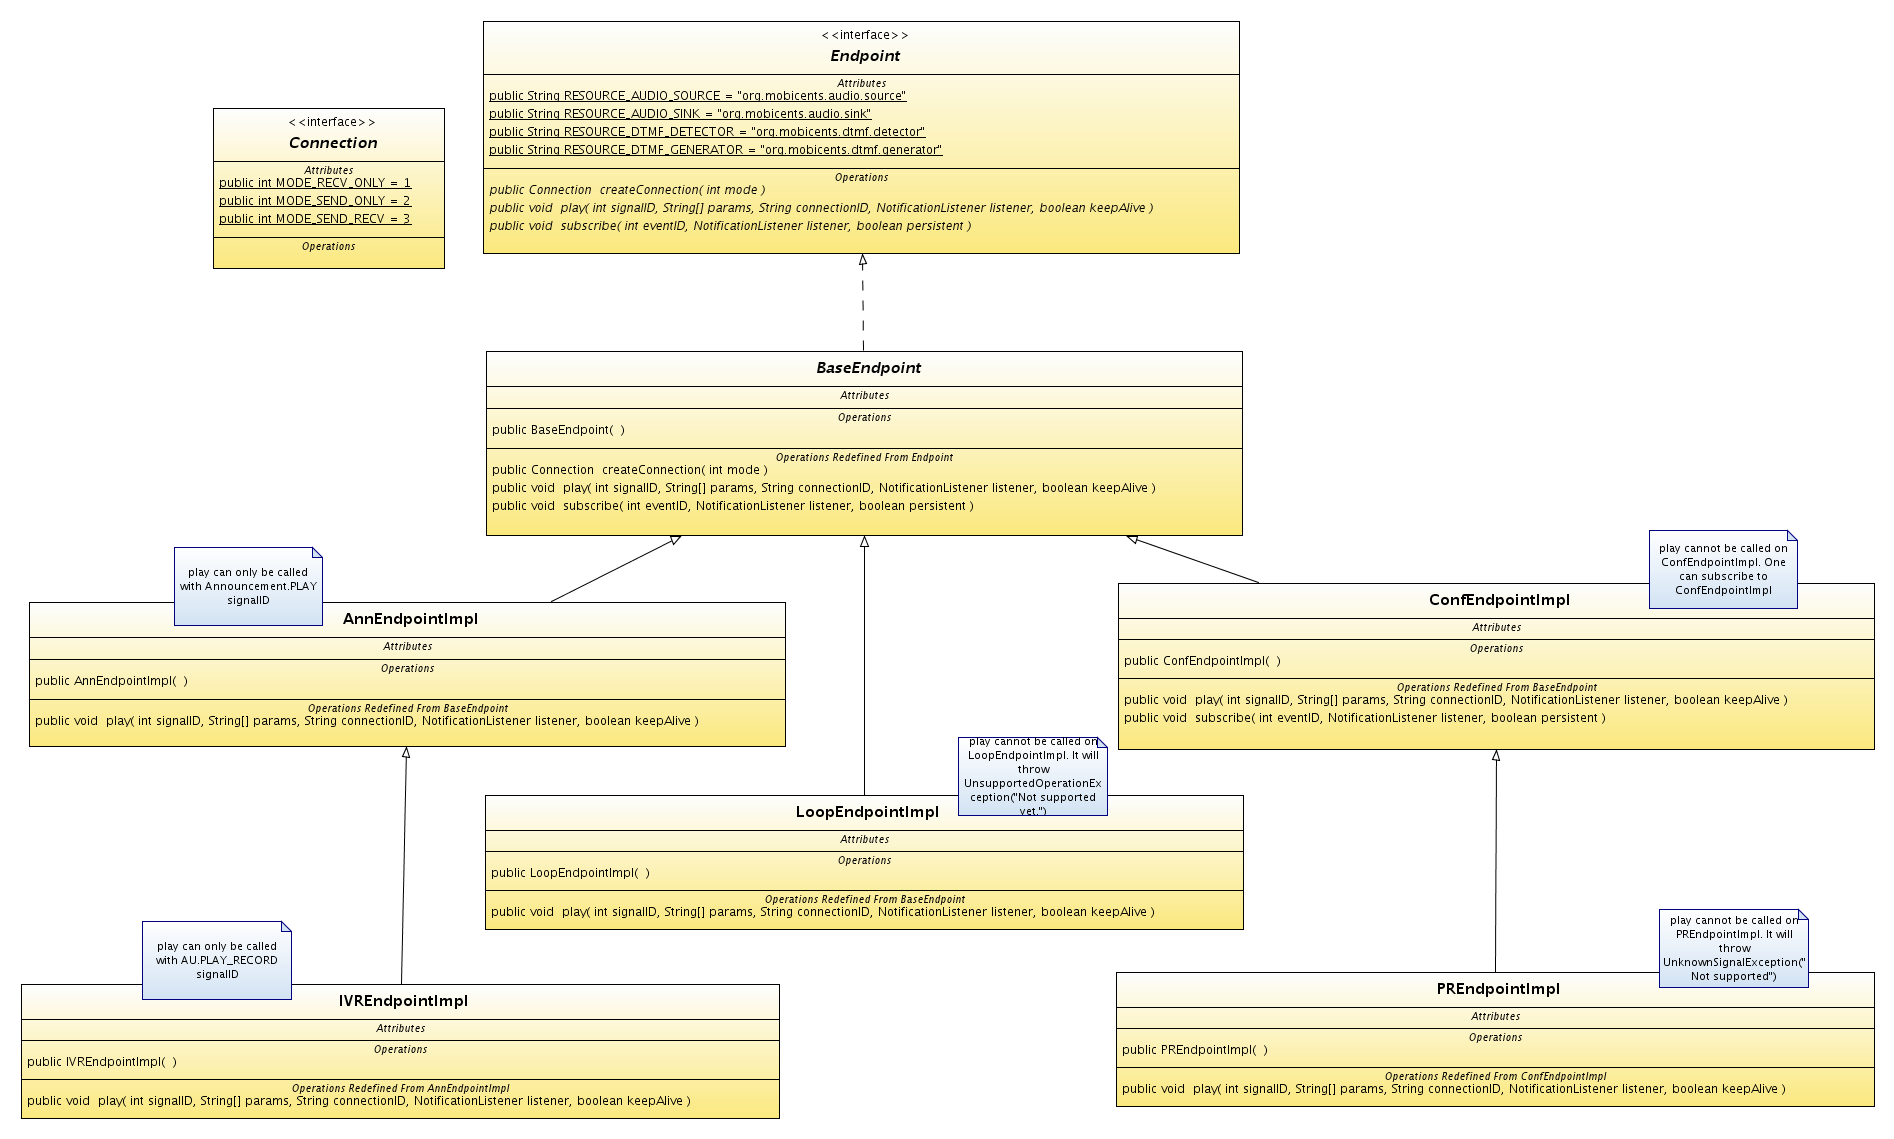 <<interface>>
Endpoint
Attributes
public String RESOURCE_AUDIO_SOURCE = "org.mobicents.audio.source"
public String RESOURCE_AUDIO_SINK = "org.mobicents.audio.sink"
public String RESOURCE_DTMF_DETECTOR = "org.mobicents.dtmf.detector"
public String RESOURCE_DTMF_GENERATOR = "org.mobicents.dtmf.generator"
Operations
public Connection createConnection( int mode )
public void play( int signalID, String[] params, String connectionID, NotificationListener listener, boolean keepAlive )
public void subscribe( int eventID, NotificationListener listener, boolean persistent )
<<interface>>
Connection
Attributes
public int MODE_RECV_ONLY = 1
public int MODE_SEND_ONLY = 2
public int MODE_SEND_RECV = 3
Operations
BaseEndpoint
Attributes
Operations
public BaseEndpoint( )
Operations Redefined From Endpoint
public Connection createConnection( int mode )
public void play( int signalID, String[] params, String connectionID, NotificationListener listener, boolean keepAlive )
public void subscribe( int eventID, NotificationListener listener, boolean persistent )
play can only be called
with Announcement.PLAY
signalID
AnnEndpointImpl
Attributes
Operations
public AnnEndpointImpl( )
Operations Redefined From BaseEndpoint
public void play( int signalID, String[] params, String connectionID, NotificationListener listener, boolean keepAlive )
play cannot be called on
ConfEndpointImpl. One
can subscribe to
ConfEndpointImpl
ConfEndpointImpl
Attributes
Operations
public ConfEndpointImpl( )
Operations Redefined From BaseEndpoint
public void play( int signalID, String[] params, String connectionID, NotificationListener listener, boolean keepAlive )
public void subscribe( int eventID, NotificationListener listener, boolean persistent )
play cannot be called on
LoopEndpointImpl. It will
throw
UnsupportedOperationEx
ception("Not supported
yet.")
LoopEndpointImpl
Attributes
Operations
public LoopEndpointImpl( )
Operations Redefined From BaseEndpoint
public void play( int signalID, String[] params, String connectionID, NotificationListener listener, boolean keepAlive )
play can only be called
with AU.PLAY_RECORD
signalID
IVREndpointImpl
Attributes
Operations
public IVREndpointImpl( )
Operations Redefined From AnnEndpointImpl
public void play( int signalID, String[] params, String connectionID, NotificationListener listener, boolean keepAlive )
play cannot be called on
PREndpointImpl. It will
throw
UnknownSignalException("
Not supported")
PREndpointImpl
Attributes
Operations
public PREndpointImpl( )
Operations Redefined From ConfEndpointImpl
public void play( int signalID, String[] params, String connectionID, NotificationListener listener, boolean keepAlive )